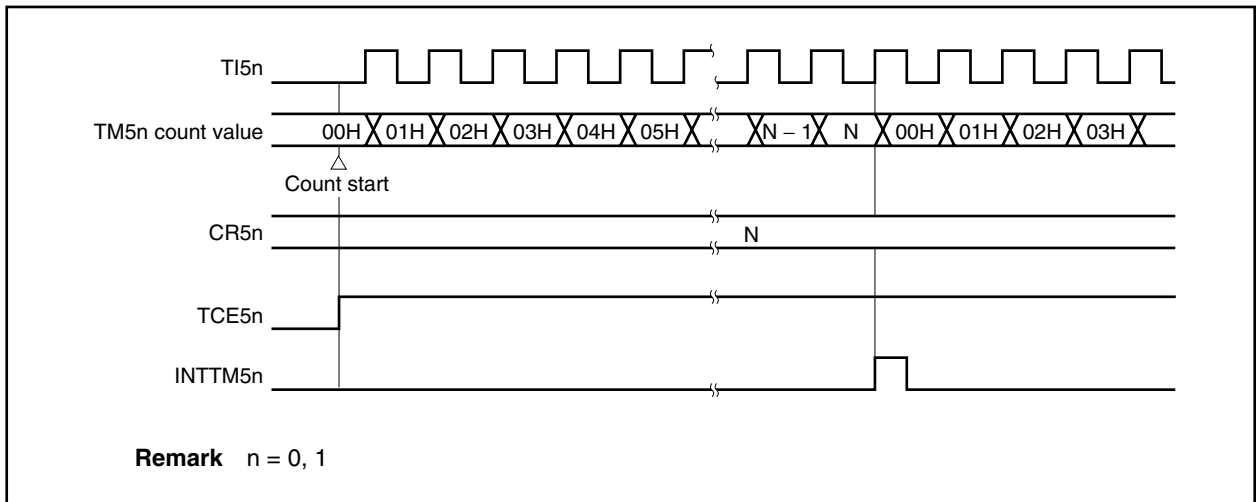 TI5n
TM5n count value 00H 01H 02H 03H 04H 05H N − 1 N 00H 01H 02H 03H
Count start
CR5n N
TCE5n
INTTM5n
Remark n = 0, 1